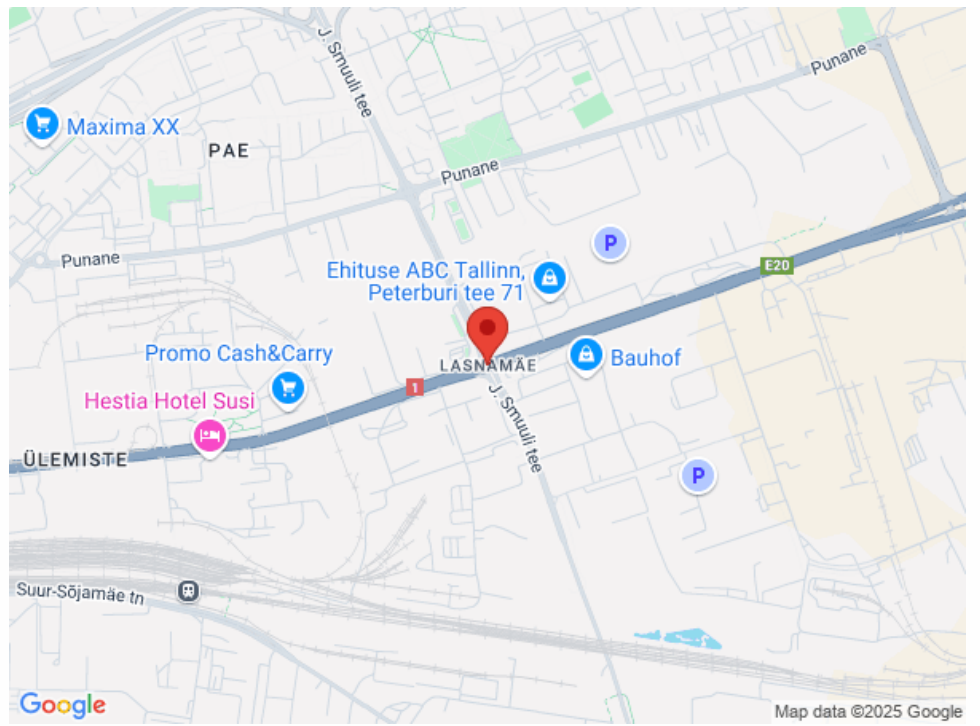 J. Smuuli tee
Punane
Maxima XX
PAE
Punane
Punane
Ehituse ABC Tallinn,
Peterburi tee 71
P
E20
Promo Cash&Carry
LASNAMÄE
Bauhof
1
Hestia Hotel Susi
J. Smuuli tee
ÜLEMISTE
P
Suur-Sõjamäe tn
Google
Map data ©2025 Google